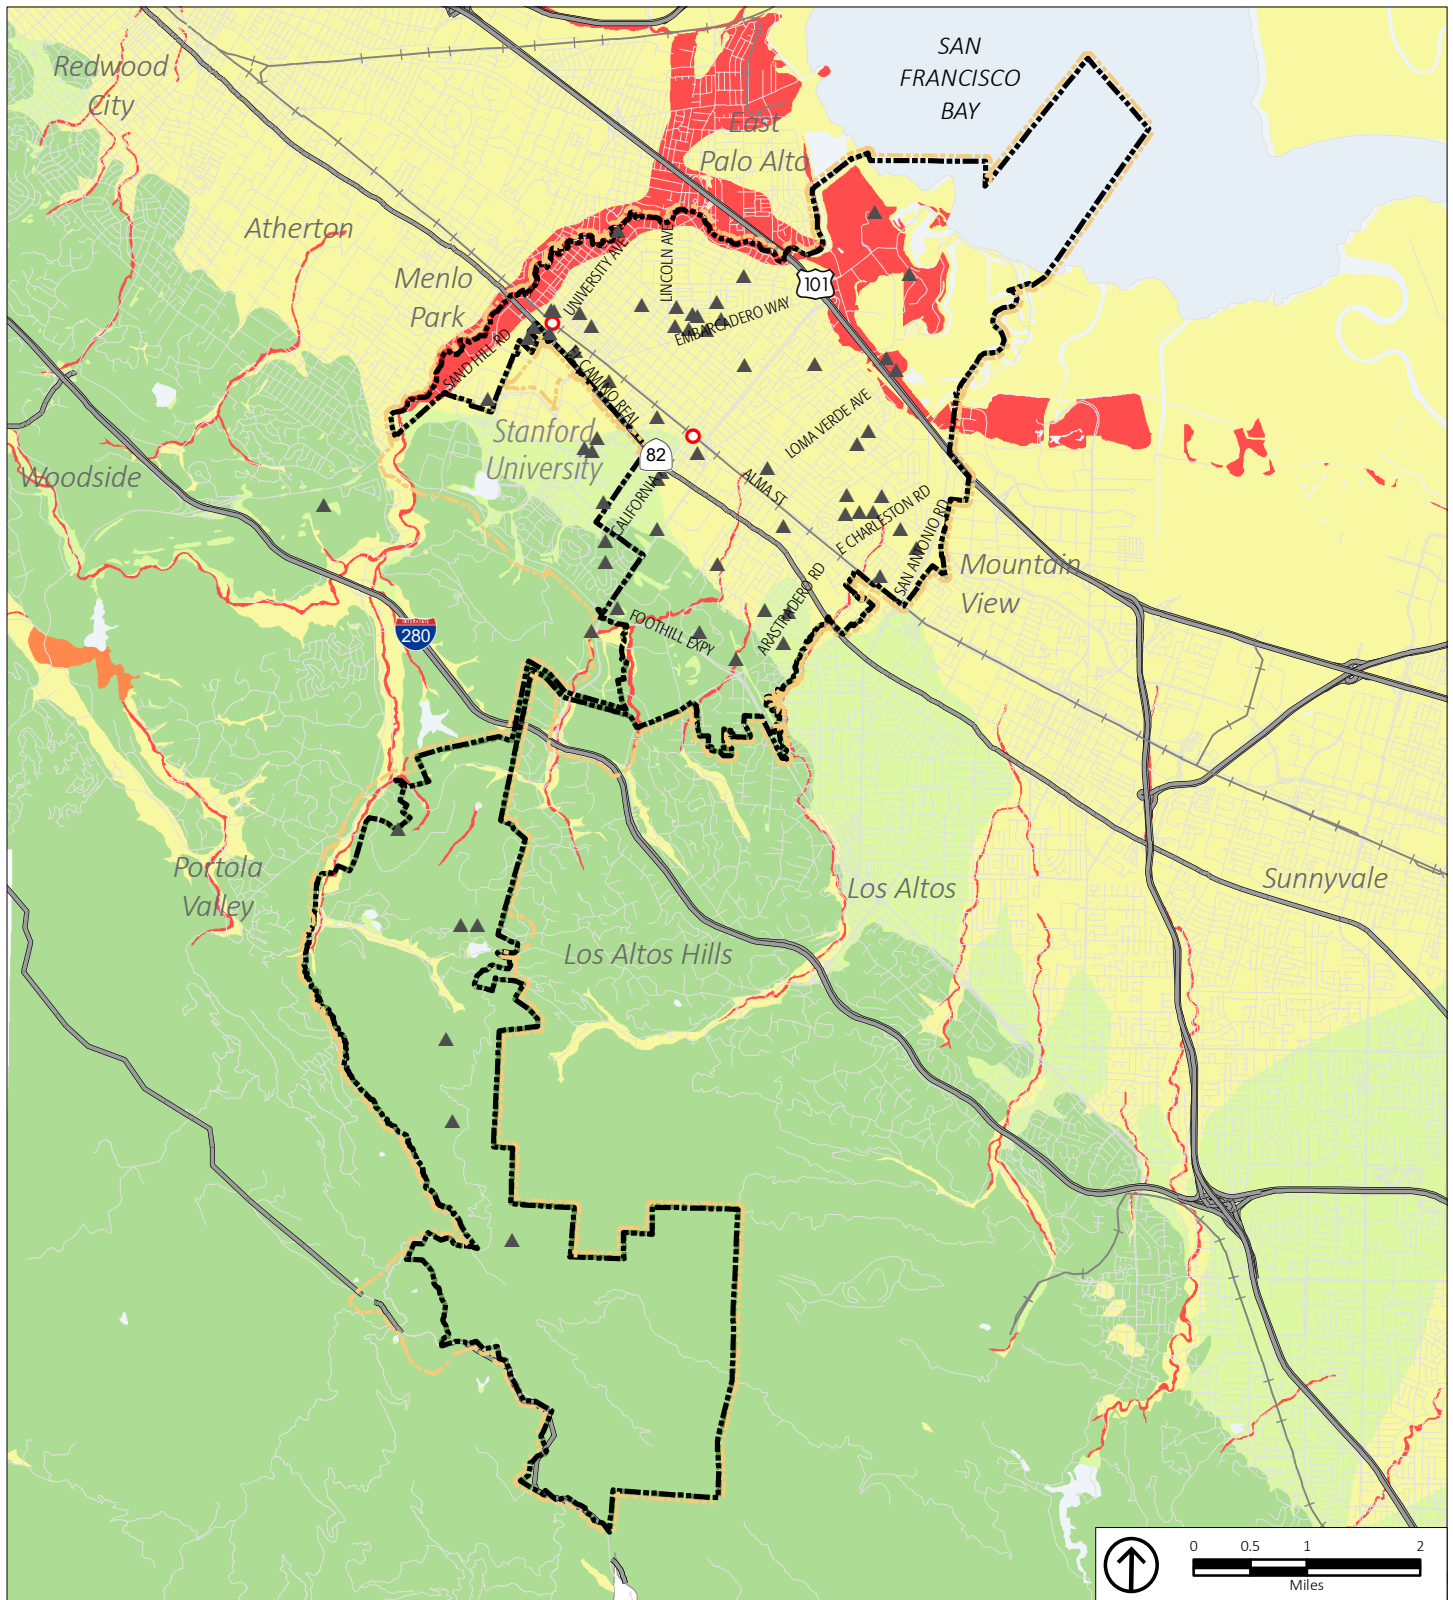 SAN
FRANCISCO
BAY
Redwood
City
East
Palo Alto
Atherton
Menlo
Park
UNIVERSITY AVE
LINCOLN AVE
101
EMBARCADERO WAY
SAND HILL RD
CAMINO REAL
LOMA VERDE AVE
Stanford
University
82
Woodside
CALIFORNIA
ALMA ST
E CHARLESTON RD
SAN ANTONIO RD
Mountain
View
ARASTRADERO RD
INTERSTATE
280
FOOTHILL EXPY
Portola
Valley
Los Altos
Sunnyvale
Los Altos Hills
0 0.5 1 2
Miles